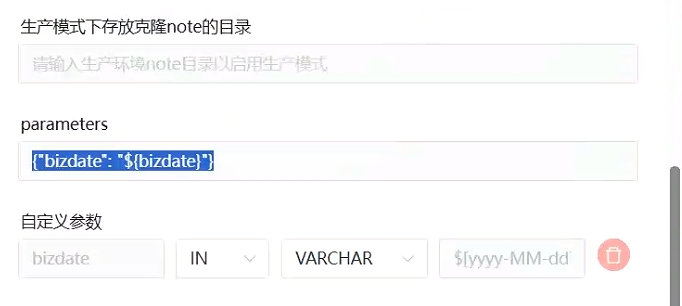 生产模式下存放克隆note的目录
请输入生产环境note目录以启用生产模式
parameters
{"bizdate": "${bizdate}"}
自定义参数
bizdate IN VARCHAR $[yyyy-MM-dd